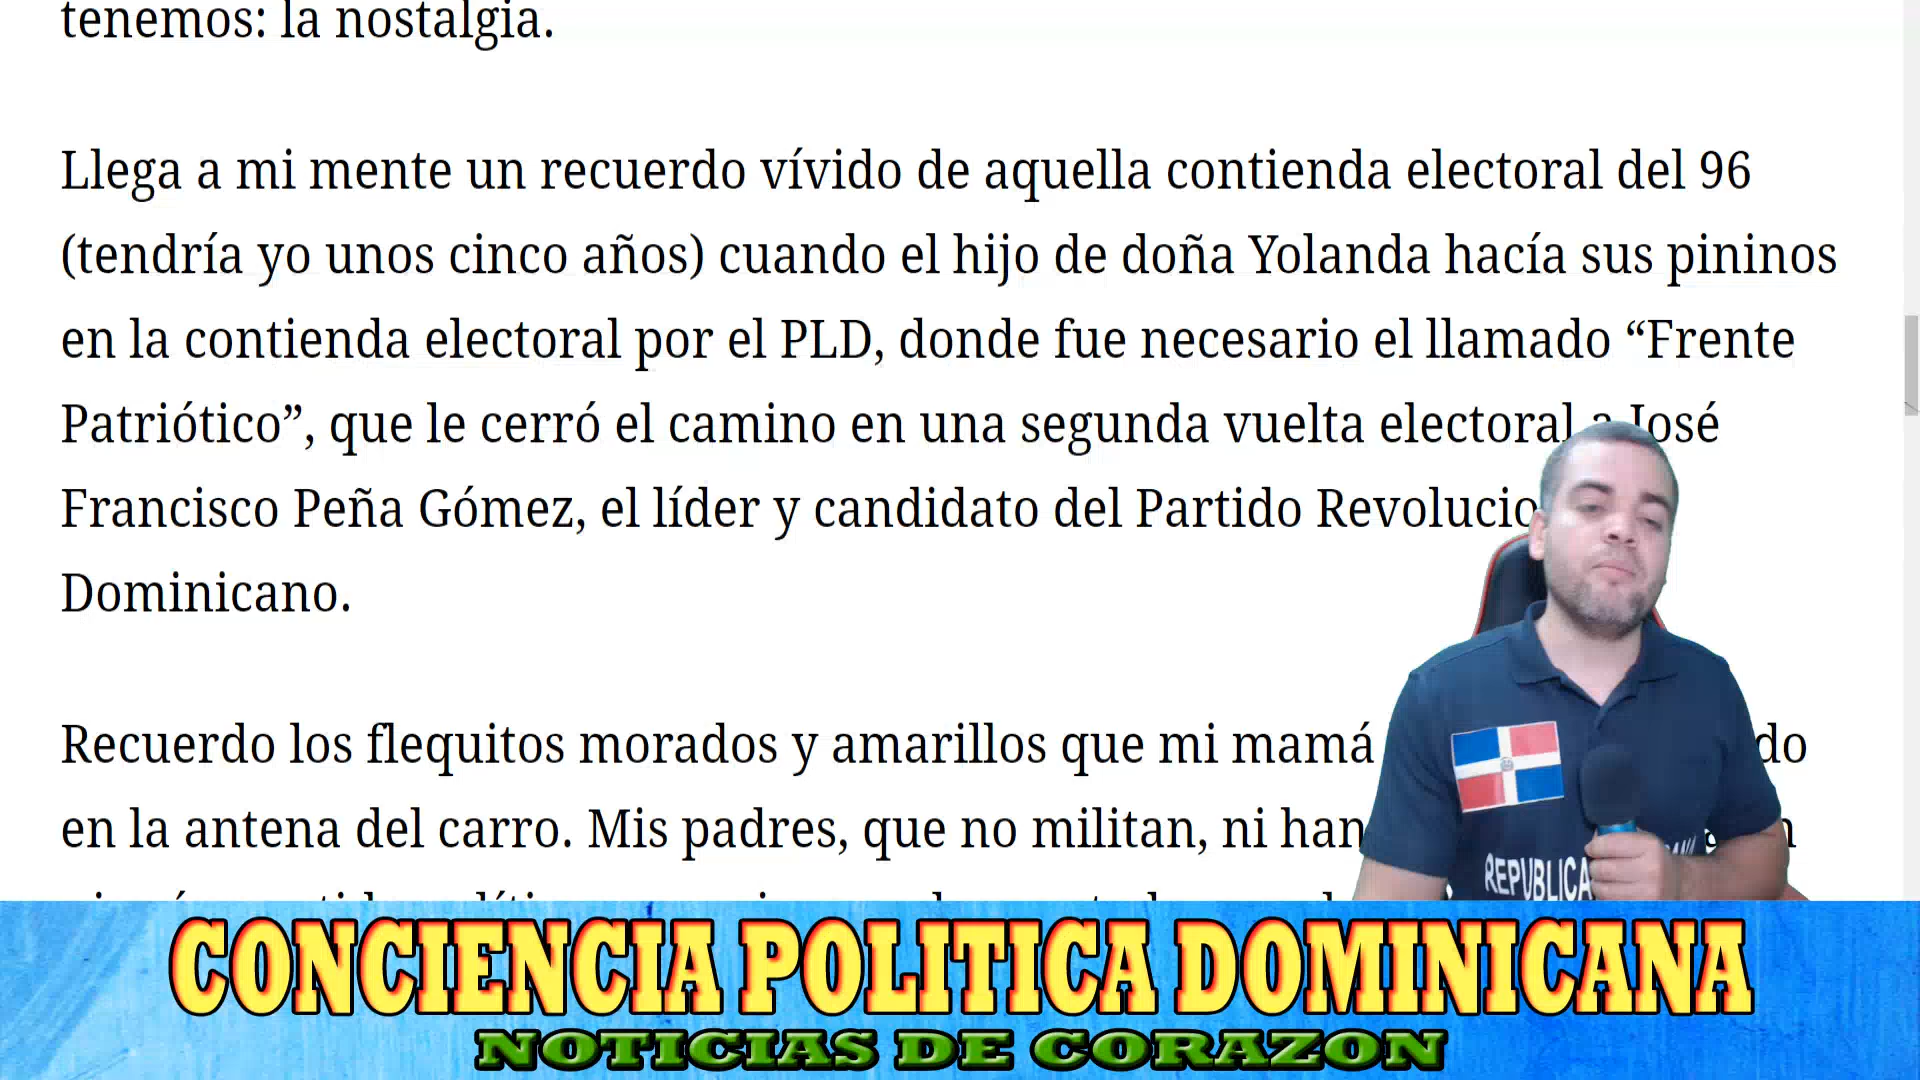 tenemos: la nostalgia.
Llega a mi mente un recuerdo vívido de aquella contienda electoral del 96
(tendría yo unos cinco años) cuando el hijo de doña Yolanda hacía sus pininos
en la contienda electoral por el PLD, donde fue necesario el llamado “Frente
Patriótico”, que le cerró el camino en una segunda vuelta electoral a José
Francisco Peña Gómez, el líder y candidato del Partido
Dominicano.
Recuerdo los flequitos morados y amarillos que mi mamá
en la antena del carro. Mis padres, que no militan, ni han
REPUBLICA
CONCIENCIA POLITICA DOMINICANA
NOTICIAS DE CORAZON